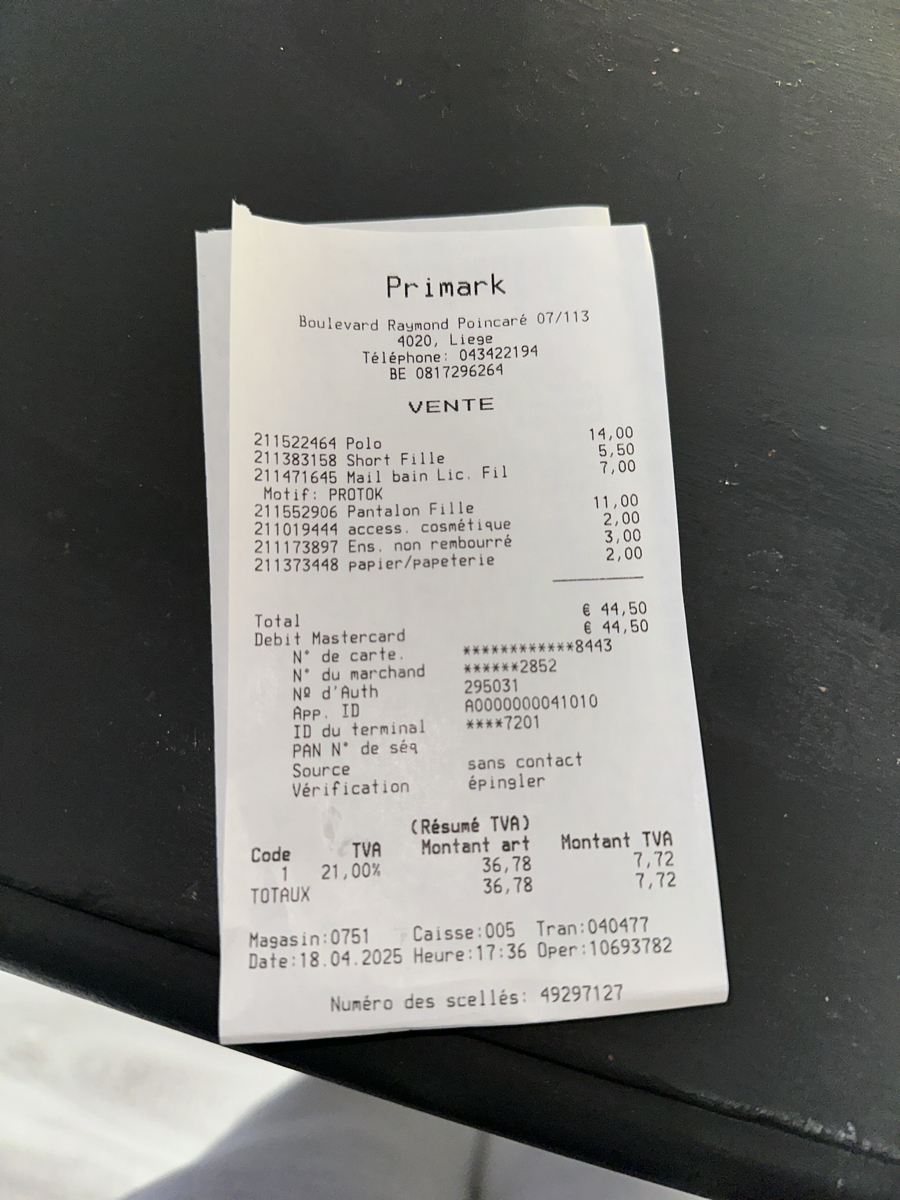 Primark
Boulevard Raymond Poincaré 07/113
4020, Liege
Téléphone: 043422194
BE 0817296264
VENTE
211522464 Polo 14,00
211383158 Short Fille 5,50
211471645 Mail bain Lic. Fil 7,00
Motif: PROTOK
211552906 Pantalon Fille 11,00
211019444 access. cosmétique 2,00
211173897 Ens. non rembourré 3,00
211373448 papier/papeterie 2,00
Total € 44,50
Debit Mastercard € 44,50
N° de carte. ************8443
N° du marchand ******2852
Nº d'Auth 295031
App. ID A0000000041010
ID du terminal ****7201
PAN N° de séq
Source sans contact
Vérification épingler
(Résumé TVA)
Code TVA Montant art Montant TVA
1 21,00% 36,78 7,72
TOTAUX 36,78 7,72
Magasin:0751 Caisse:005 Tran:040477
Date:18.04.2025 Heure:17:36 Oper:10693782
Numéro des scellés: 49297127